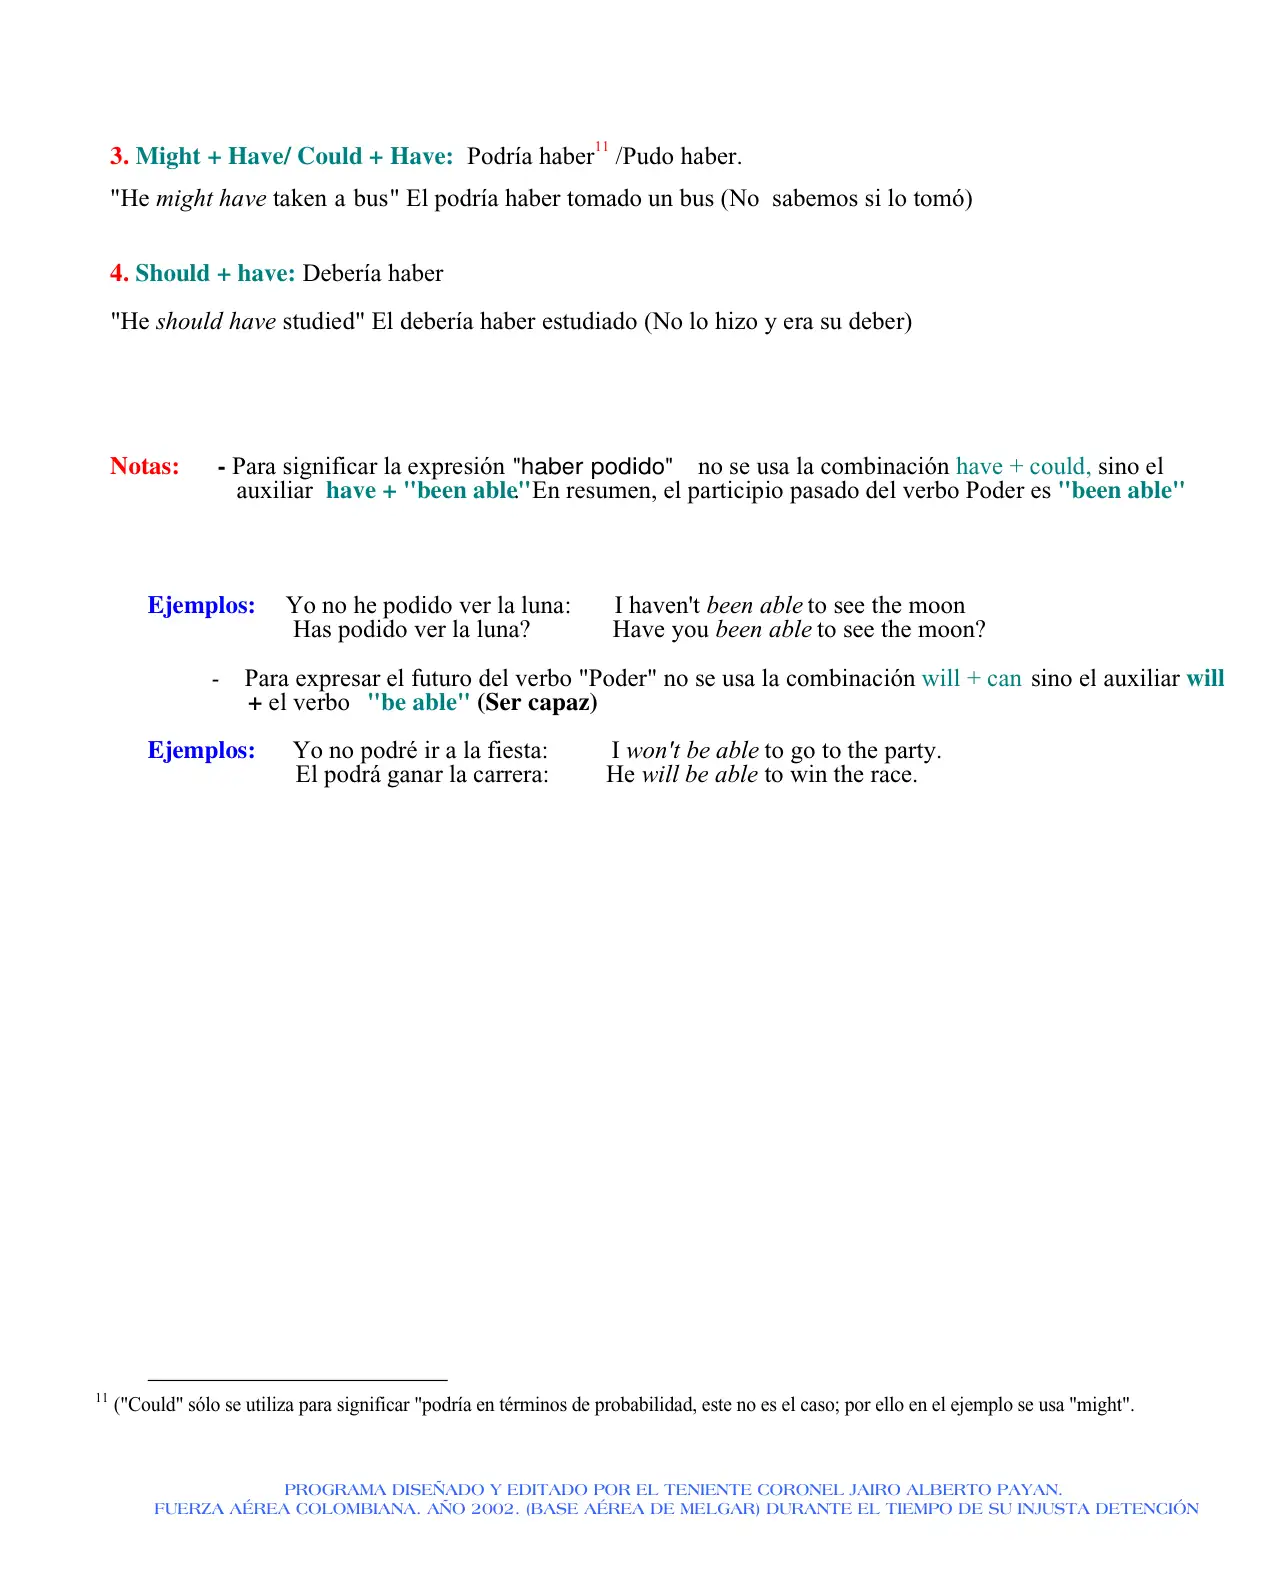 3. Might + Have/ Could + Have: Podría haber11 /Pudo haber.
"He might have taken a bus" El podría haber tomado un bus (No sabemos si lo tomó)
4. Should + have: Debería haber
"He should have studied" El debería haber estudiado (No lo hizo y era su deber)
Notas: - Para significar la expresión "haber podido" no se usa la combinación have + could, sino el
auxiliar have + "been able". En resumen, el participio pasado del verbo Poder es "been able"
Ejemplos: Yo no he podido ver la luna: I haven't been able to see the moon
Has podido ver la luna? Have you been able to see the moon?
- Para expresar el futuro del verbo "Poder" no se usa la combinación will + can sino el auxiliar will
+ el verbo "be able" (Ser capaz)
Ejemplos: Yo no podré ir a la fiesta: I won't be able to go to the party.
El podrá ganar la carrera: He will be able to win the race.
11 ("Could" sólo se utiliza para significar "podría en términos de probabilidad, este no es el caso; por ello en el ejemplo se usa "might".
PROGRAMA DISEÑADO Y EDITADO POR EL TENIENTE CORONEL JAIRO ALBERTO PAYAN.
FUERZA AÉREA COLOMBIANA. AÑO 2002. (BASE AÉREA DE MELGAR) DURANTE EL TIEMPO DE SU INJUSTA DETENCIÓN